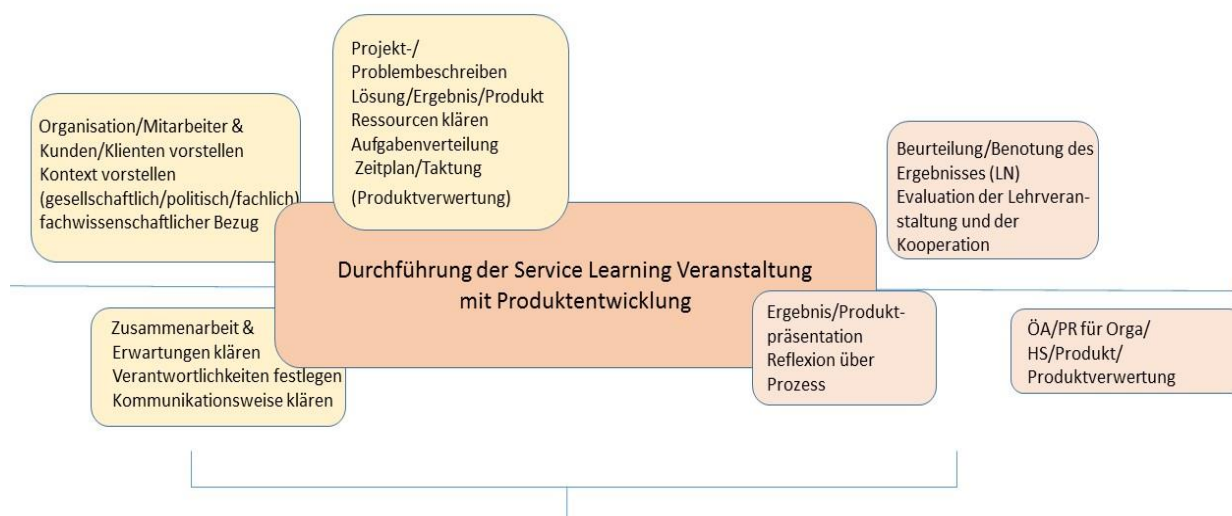 Organisation/Mitarbeiter &
Kunden/Klienten vorstellen
Kontext vorstellen
(gesellschaftlich/politisch/fachlich)
fachwissenschaftlicher Bezug
Projekt-/
Problembeschreiben
Lösung/Ergebnis/Produkt
Ressourcen klären
Aufgabenverteilung
Zeitplan/Taktung
(Produktverwertung)
Zusammenarbeit &
Erwartungen klären
Verantwortlichkeiten festlegen
Kommunikationsweise klären
Durchführung der Service Learning Veranstaltung
mit Produktentwicklung
Ergebnis/Produkt-
präsentation
Reflexion über
Prozess
Beurteilung/Benotung des
Ergebnisses (LN)
Evaluation der Lehrveran-
staltung und der
Kooperation
ÖA/PR für Orga/
HS/Produkt/
Produktverwertung